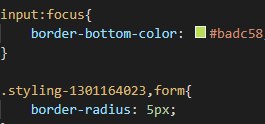 input:focus{
border-bottom-color: #badc58
}
.styling-1301164023,form{
border-radius: 5px;